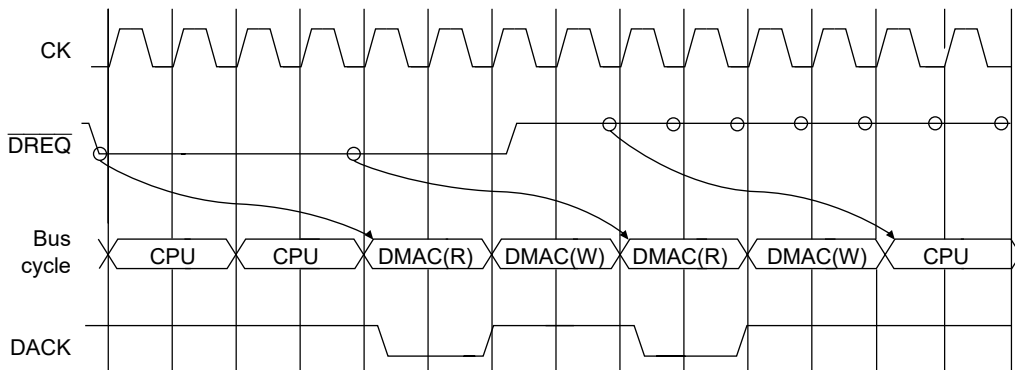 CK
DREQ
Bus
cycle
CPU CPU DMAC(R) DMAC(W) DMAC(R) DMAC(W) CPU
DACK